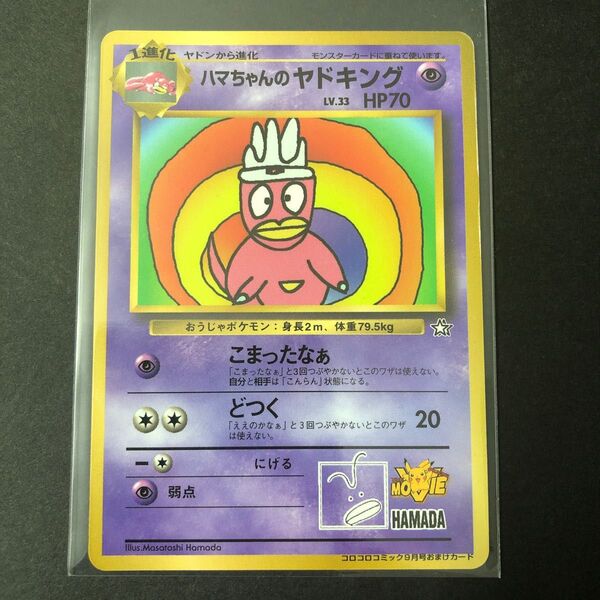 1進化
ヤドンから進化
モンスターカードに重ねて使います。
ハマちゃんのヤドキング
LV.33 HP70
おうじゃポケモン：身長2m、体重79.5kg
こまったなぁ
「こまったなぁ」と3回つぶやかないとこのワザは使えない。
自分と相手は「こんらん」状態になる。
どつく 20
「ええのかなぁ」と3回つぶやかないとこのワザ
は使えない。
にげる
弱点
MOVIE
HAMADA
Illus.Masatoshi Hamada
コロコロコミック9月号おまけカード